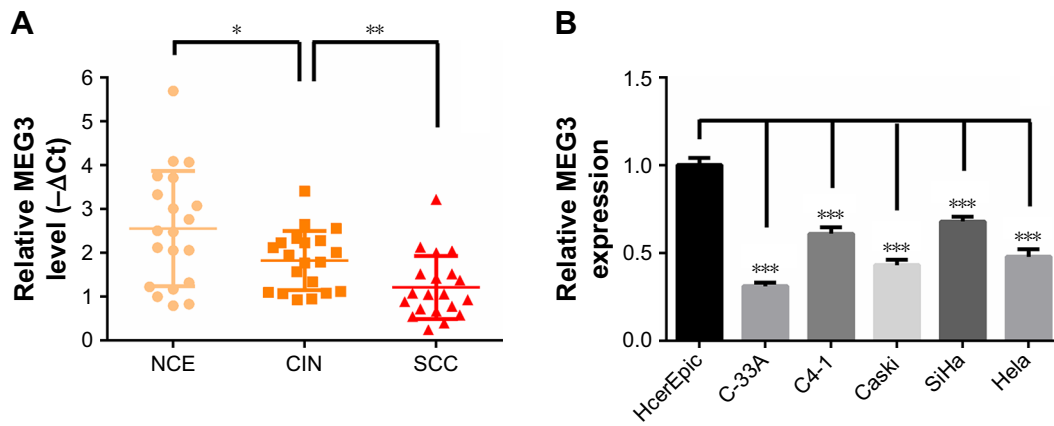 A
Relative MEG3
level (–ΔCt)
6
5
4
3
2
1
0
*
**
NCE
CIN
SCC
B
Relative MEG3
expression
1.5
1.0
0.5
0.0
***
***
***
***
***
HcerEpic
C-33A
C4-1
Caski
SiHa
Hela